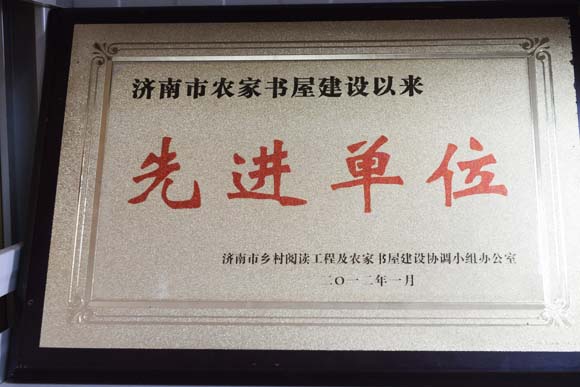 济南市农家书屋建设以来
先进单位
济南市乡村阅读工程及农家书屋建设协调小组办公室
二〇一二年一月